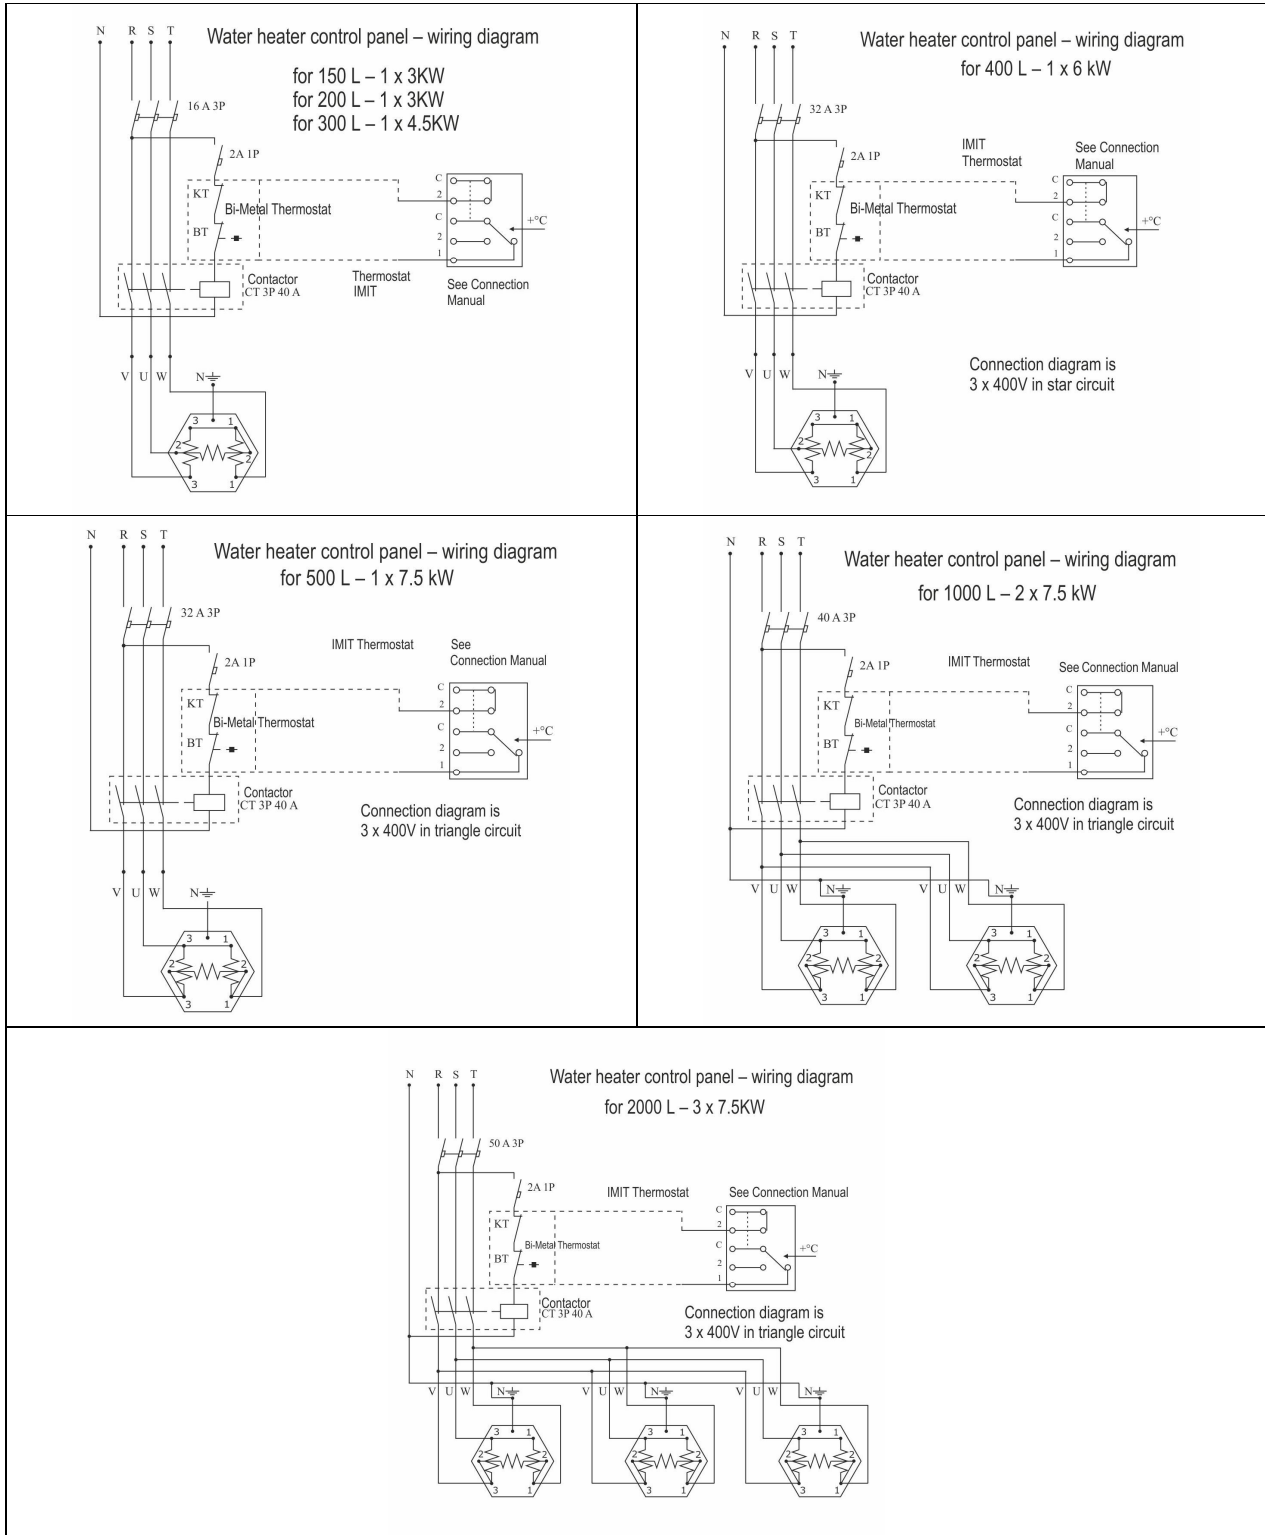 N R S T
Water heater control panel – wiring diagram
for 150 L – 1 x 3KW
for 200 L – 1 x 3KW
for 300 L – 1 x 4.5KW
16 A 3P
2A 1P
KT
Bi-Metal Thermostat
BT
C
2
C
2
1
+°C
Contactor
CT 3P 40 A
Thermostat
IMIT
See Connection
Manual
V U W N
3 1
2 2
3 1
N R S T
Water heater control panel – wiring diagram
for 400 L – 1 x 6 kW
32 A 3P
2A 1P
IMIT
Thermostat
See Connection
Manual
KT
Bi-Metal Thermostat
BT
C
2
C
2
1
+°C
Contactor
CT 3P 40 A
Connection diagram is
3 x 400V in star circuit
V U W N
3 1
2 2
3 1
N R S T
Water heater control panel – wiring diagram
for 500 L – 1 x 7.5 kW
32 A 3P
2A 1P
IMIT Thermostat
See
Connection Manual
KT
Bi-Metal Thermostat
BT
C
2
C
2
1
+°C
Contactor
CT 3P 40 A
Connection diagram is
3 x 400V in triangle circuit
V U W N
3 1
2 2
3 1
N R S T
Water heater control panel – wiring diagram
for 1000 L – 2 x 7.5 kW
40 A 3P
2A 1P
IMIT Thermostat
See Connection Manual
KT
Bi-Metal Thermostat
BT
C
2
C
2
1
+°C
Contactor
CT 3P 40 A
Connection diagram is
3 x 400V in triangle circuit
V U W N V U W N
3 1 3 1
2 2 2 2
3 1 3 1
N R S T
Water heater control panel – wiring diagram
for 2000 L – 3 x 7.5KW
50 A 3P
2A 1P
IMIT Thermostat
See Connection Manual
KT
Bi-Metal Thermostat
BT
C
2
C
2
1
+°C
Contactor
CT 3P 40 A
Connection diagram is
3 x 400V in triangle circuit
V U W N V U W N V U W N
3 1 3 1 3 1
2 2 2 2 2 2
3 1 3 1 3 1